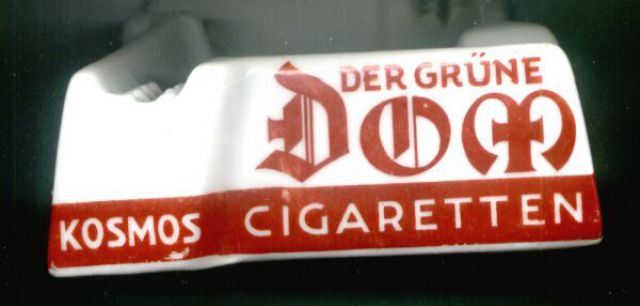 DER GRÜNE
DOM
KOSMOS CIGARETTEN